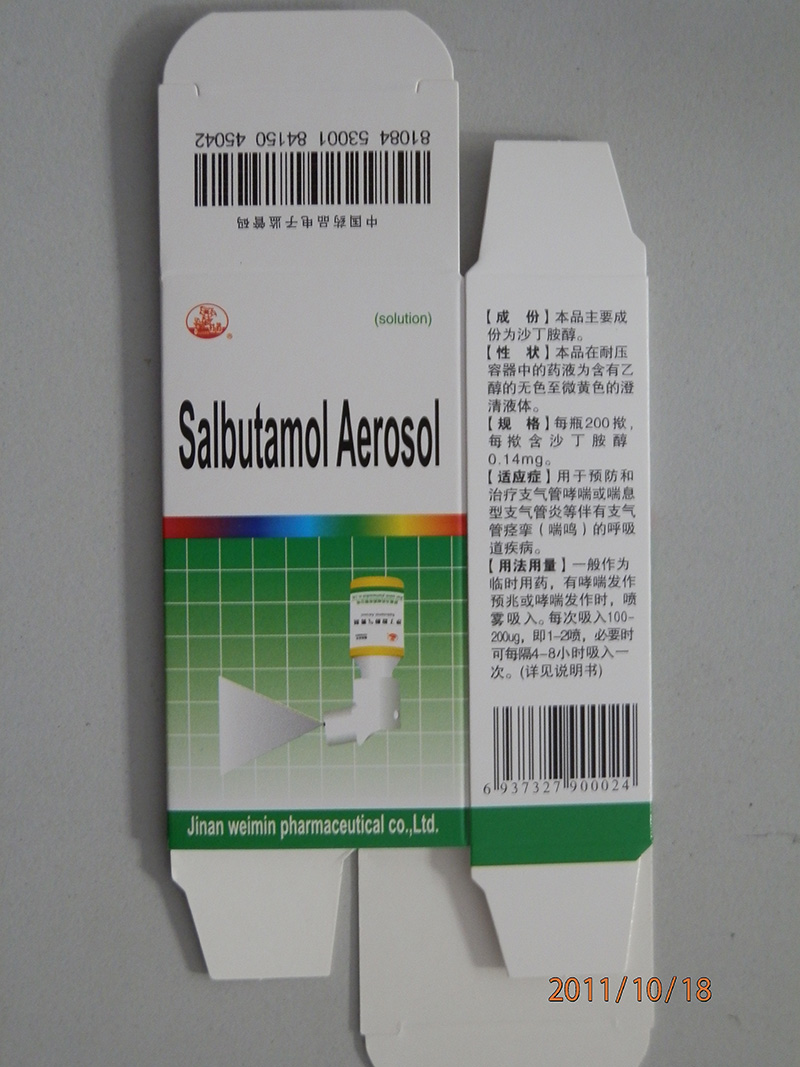 81084 53001 84150 45042
中国药品电子监管码
(solution)
Salbutamol Aerosol
Jinan weimin pharmaceutical co.,Ltd.
【成 份】本品主要成
份为沙丁胺醇。
【性 状】本品在耐压
容器中的药液为含有乙
醇的无色至微黄色的澄
清液体。
【规 格】每瓶200揿,
每揿含沙丁胺醇
0.14mg。
【适应症】用于预防和
治疗支气管哮喘或喘息
型支气管炎等伴有支气
管痉挛(喘鸣)的呼吸
道疾病。
【用法用量】一般作为
临时用药，有哮喘发作
预兆或哮喘发作时，喷
雾吸入。每次吸入100-
200ug，即1-2喷，必要时
可每隔4-8小时吸入一
次。(详见说明书)
6 937327 900024
2011/10/18